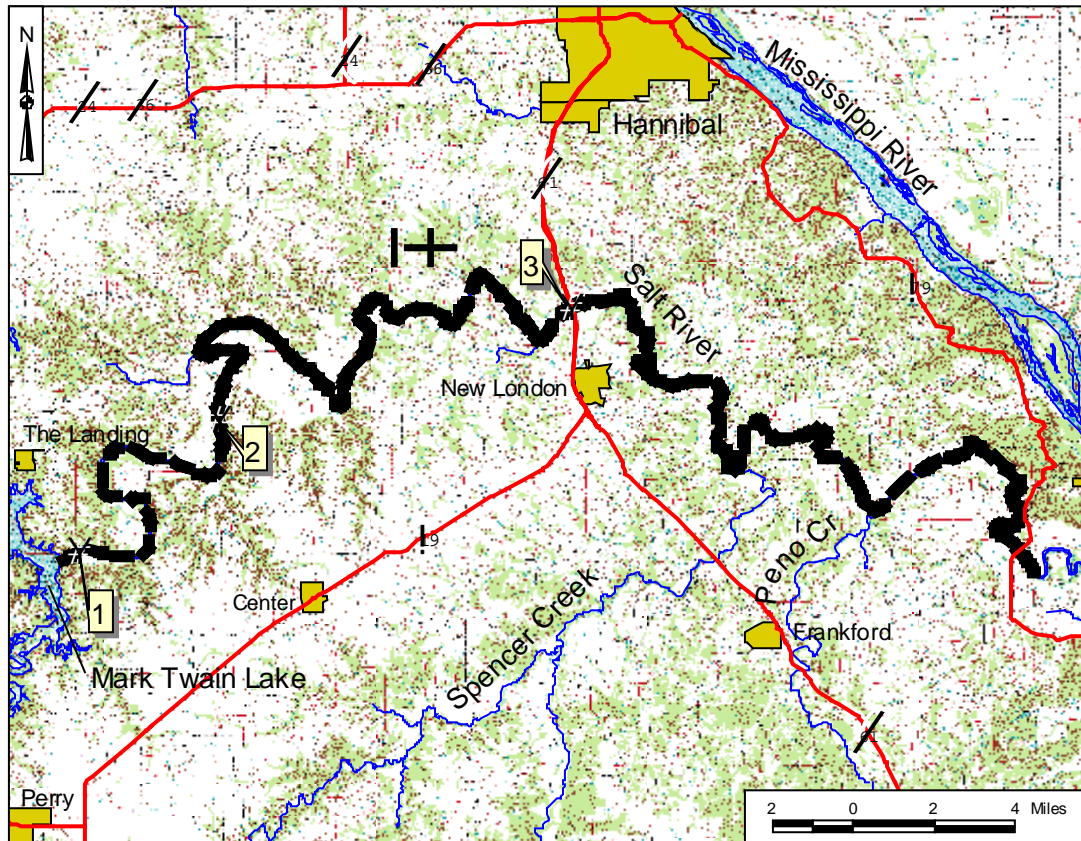 N
Mississippi River
Hannibal
3
Salt River
New London
The Landing
2
1
Center
Peno Cr
Spencer Creek
Frankford
Mark Twain Lake
Perry
2 0 2 4 Miles